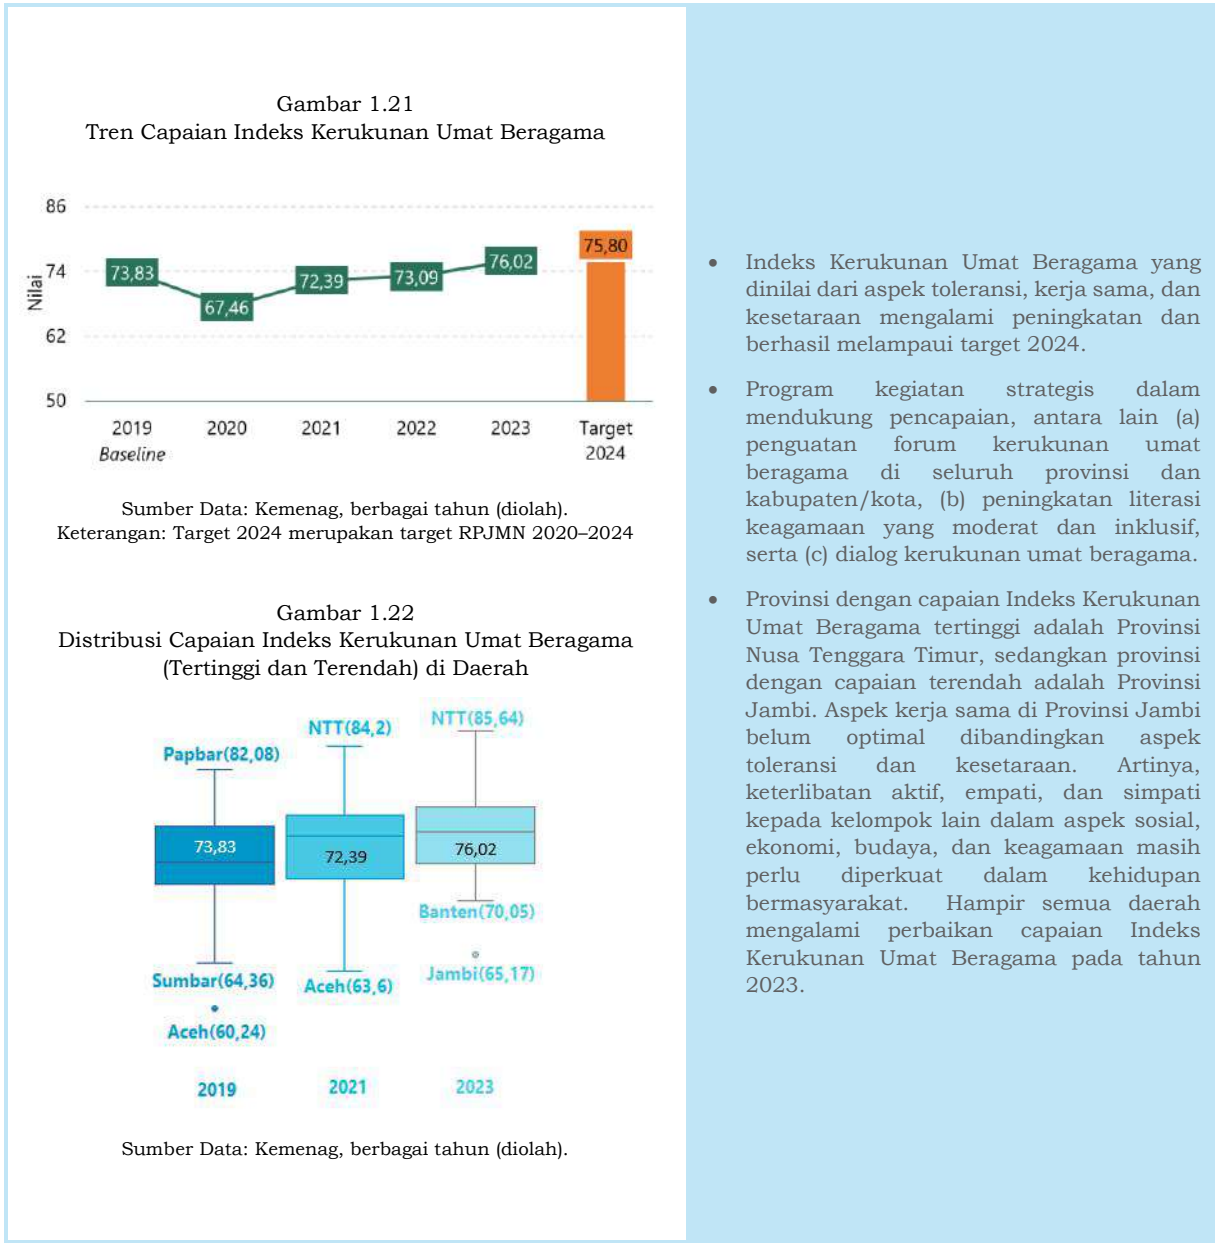 Gambar 1.21
Tren Capaian Indeks Kerukunan Umat Beragama
86
74
62
50
Nilai
73,83
67,46
72,39
73,09
76,02
75,80
2019
Baseline
2020
2021
2022
2023
Target
2024
Sumber Data: Kemenag, berbagai tahun (diolah).
Keterangan: Target 2024 merupakan target RPJMN 2020–2024
Gambar 1.22
Distribusi Capaian Indeks Kerukunan Umat Beragama
(Tertinggi dan Terendah) di Daerah
Papbar(82,08)
73,83
Sumbar(64,36)
Aceh(60,24)
2019
NTT(84,2)
72,39
Aceh(63,6)
2021
NTT(85,64)
76,02
Banten(70,05)
Jambi(65,17)
2023
Sumber Data: Kemenag, berbagai tahun (diolah).
• Indeks Kerukunan Umat Beragama yang
dinilai dari aspek toleransi, kerja sama, dan
kesetaraan mengalami peningkatan dan
berhasil melampaui target 2024.
• Program kegiatan strategis dalam
mendukung pencapaian, antara lain (a)
penguatan forum kerukunan umat
beragama di seluruh provinsi dan
kabupaten/kota, (b) peningkatan literasi
keagamaan yang moderat dan inklusif,
serta (c) dialog kerukunan umat beragama.
• Provinsi dengan capaian Indeks Kerukunan
Umat Beragama tertinggi adalah Provinsi
Nusa Tenggara Timur, sedangkan provinsi
dengan capaian terendah adalah Provinsi
Jambi. Aspek kerja sama di Provinsi Jambi
belum optimal dibandingkan aspek
toleransi dan kesetaraan. Artinya,
keterlibatan aktif, empati, dan simpati
kepada kelompok lain dalam aspek sosial,
ekonomi, budaya, dan keagamaan masih
perlu diperkuat dalam kehidupan
bermasyarakat. Hampir semua daerah
mengalami perbaikan capaian Indeks
Kerukunan Umat Beragama pada tahun
2023.